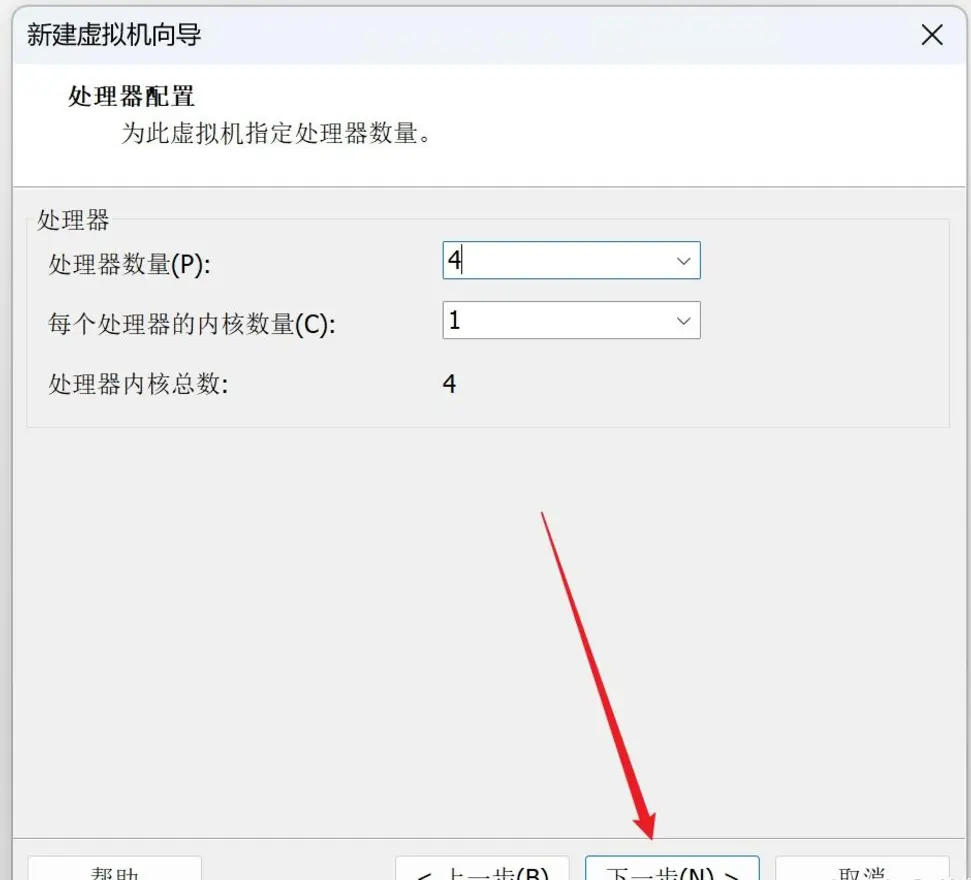 新建虚拟机向导
处理器配置
为此虚拟机指定处理器数量。
处理器
处理器数量(P): 4
每个处理器的内核数量(C): 1
处理器内核总数: 4
帮助 < 上一步(B) 下一步(N) > 取消